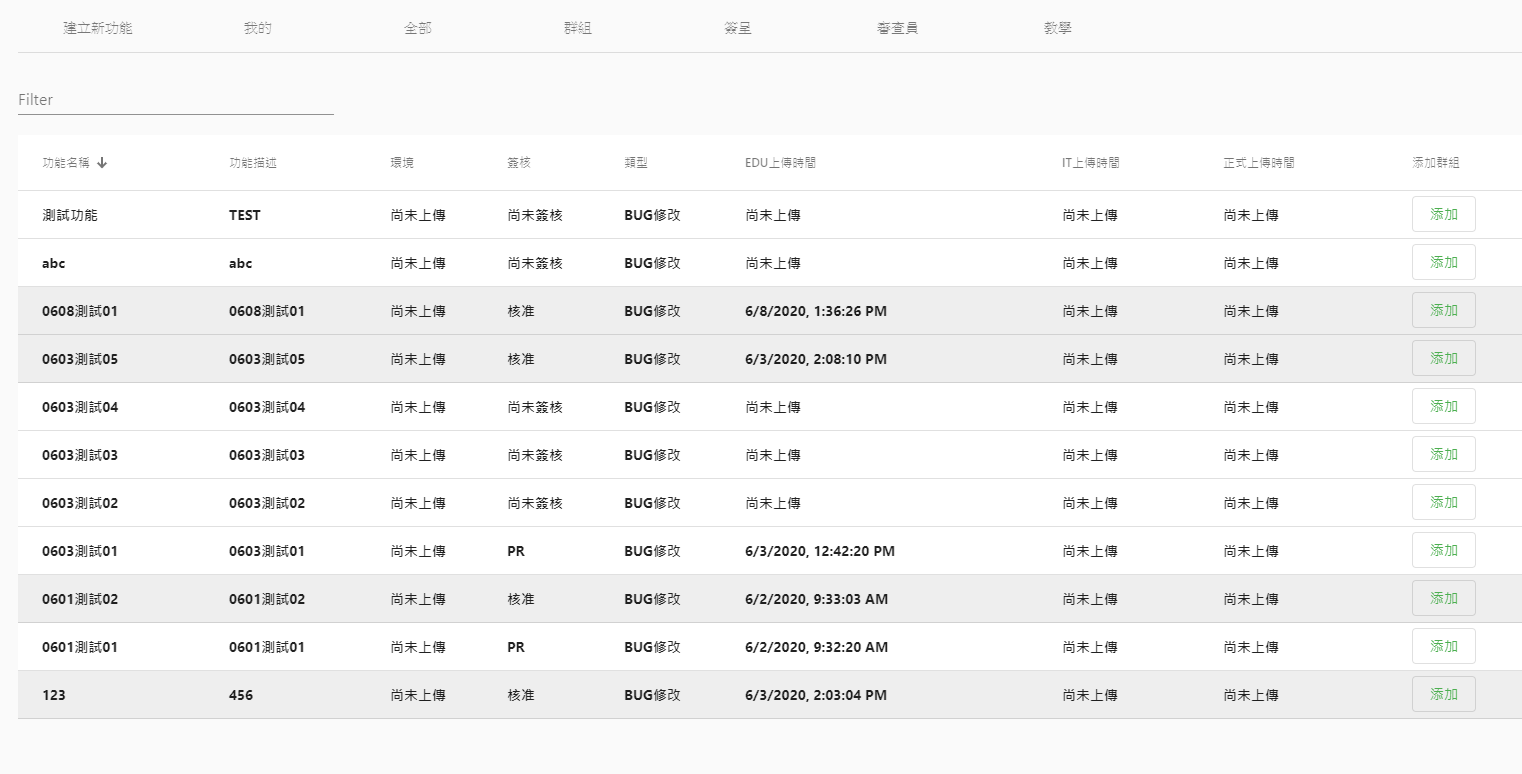 建立新功能 我的 全部 群組 簽呈 審查員 教學
Filter
功能名稱 功能描述 環境 簽核 類型 EDU上傳時間 IT上傳時間 正式上傳時間 添加群組
測試功能 TEST 尚未上傳 尚未簽核 BUG修改 尚未上傳 尚未上傳 尚未上傳 添加
abc abc 尚未上傳 尚未簽核 BUG修改 尚未上傳 尚未上傳 尚未上傳 添加
0608測試01 0608測試01 尚未上傳 核准 BUG修改 6/8/2020, 1:36:26 PM 尚未上傳 尚未上傳 添加
0603測試05 0603測試05 尚未上傳 核准 BUG修改 6/3/2020, 2:08:10 PM 尚未上傳 尚未上傳 添加
0603測試04 0603測試04 尚未上傳 尚未簽核 BUG修改 尚未上傳 尚未上傳 尚未上傳 添加
0603測試03 0603測試03 尚未上傳 尚未簽核 BUG修改 尚未上傳 尚未上傳 尚未上傳 添加
0603測試02 0603測試02 尚未上傳 尚未簽核 BUG修改 尚未上傳 尚未上傳 尚未上傳 添加
0603測試01 0603測試01 尚未上傳 PR BUG修改 6/3/2020, 12:42:20 PM 尚未上傳 尚未上傳 添加
0601測試02 0601測試02 尚未上傳 核准 BUG修改 6/2/2020, 9:33:03 AM 尚未上傳 尚未上傳 添加
0601測試01 0601測試01 尚未上傳 PR BUG修改 6/2/2020, 9:32:20 AM 尚未上傳 尚未上傳 添加
123 456 尚未上傳 核准 BUG修改 6/3/2020, 2:03:04 PM 尚未上傳 尚未上傳 添加